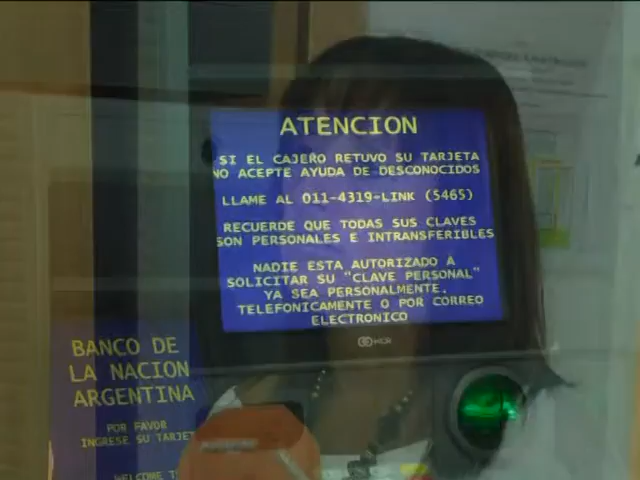 ATENCION
SI EL CAJERO RETUVO SU TARJETA
NO ACEPTE AYUDA DE DESCONOCIDOS
LLAME AL 011-4319-LINK (5465)
RECUERDE QUE TODAS SUS CLAVES
SON PERSONALES E INTRANSFERIBLES
NADIE ESTA AUTORIZADO A
SOLICITAR SU "CLAVE PERSONAL"
YA SEA PERSONALMENTE.
TELEFONICAMENTE O POR CORREO
ELECTRONICO
NCR
BANCO DE
LA NACION
ARGENTINA
POR FAVOR
INGRESE SU TARJET
WELCOME T